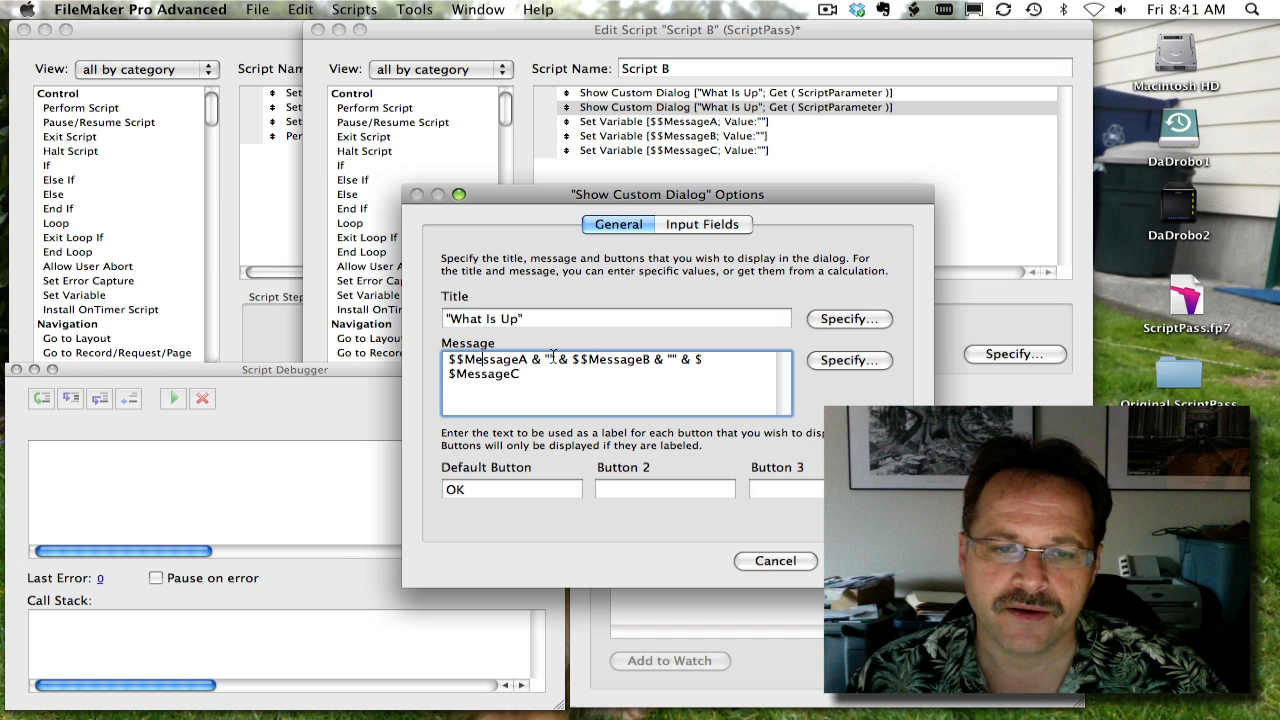 FileMaker Pro Advanced File Edit Scripts Tools Window Help Fri 8:41 AM
Edit Script "Script B" (ScriptPass)*
View: all by category Script Nam
View: all by category Script Name: Script B
Control
Perform Script
Pause/Resume Script
Exit Script
Halt Script
If
Else If
Else
End If
Loop
Exit Loop If
End Loop
Allow User Abort
Set Error Capture
Set Variable
Install OnTimer Script
Navigation
Go to Layout
Go to Record/Request/Page
Set
Set
Set
Per
Script Step
Control
Perform Script
Pause/Resume Script
Exit Script
Halt Script
If
Else If
Else
End If
Loop
Exit Loop If
End Loop
Allow User Abort
Set Error Capture
Set Variable
Install OnTimer Script
Navigation
Go to Layout
Go to Record/Request/Page
Show Custom Dialog ["What Is Up"; Get ( ScriptParameter )]
Show Custom Dialog ["What Is Up"; Get ( ScriptParameter )]
Set Variable [$$MessageA; Value:""]
Set Variable [$$MessageB; Value:""]
Set Variable [$$MessageC; Value:""]
Specify...
"Show Custom Dialog" Options
General Input Fields
Specify the title, message and buttons that you wish to display in the dialog. For
the title and message, you can enter specific values, or get them from a calculation.
Title
"What Is Up" Specify...
Message
$$MessageA & "" & $$MessageB & "" & $
$MessageC
Specify...
Enter the text to be used as a label for each button that you wish to disp
Buttons will only be displayed if they are labeled.
Default Button Button 2 Button 3
OK
Cancel
Script Debugger
Last Error: 0 Pause on error
Call Stack:
Add to Watch
Macintosh HD
DaDrobo1
DaDrobo2
ScriptPass.fp7
Original ScriptPass